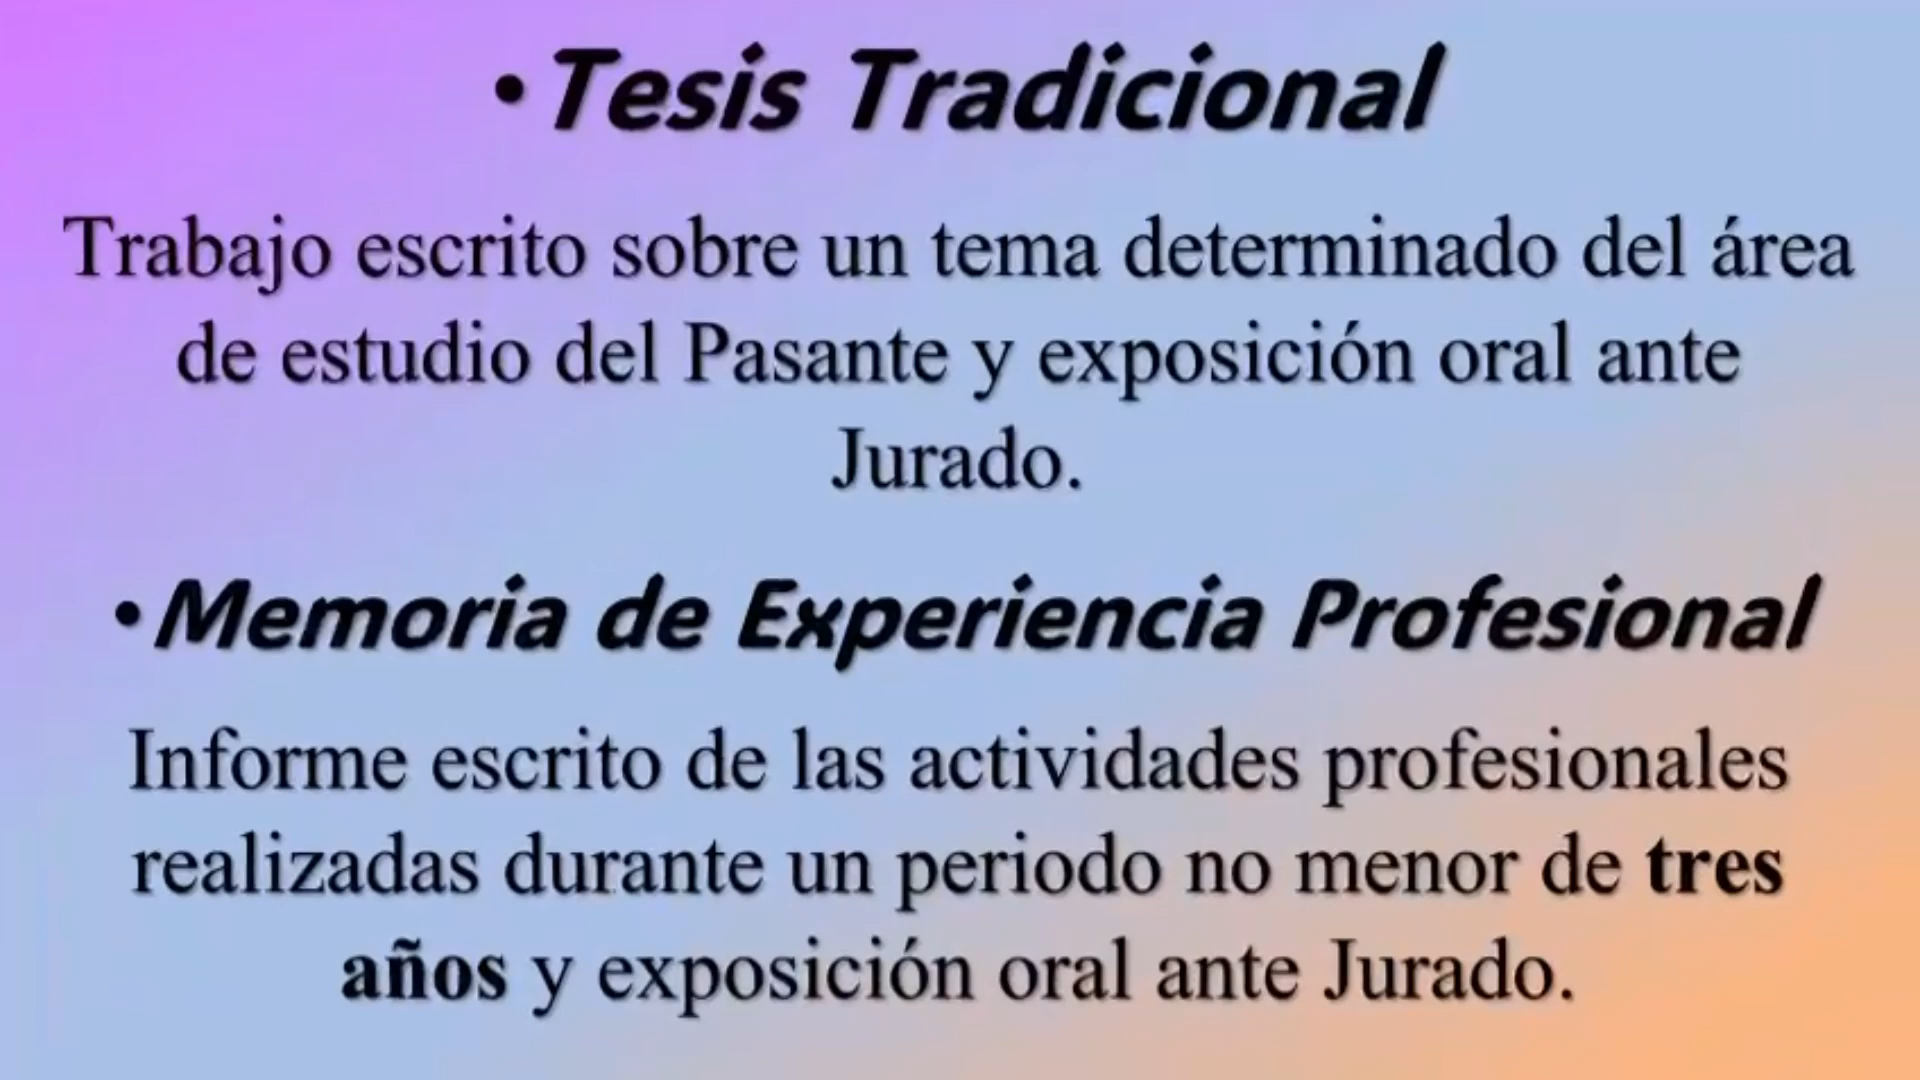 • Tesis Tradicional
Trabajo escrito sobre un tema determinado del área
de estudio del Pasante y exposición oral ante
Jurado.
• Memoria de Experiencia Profesional
Informe escrito de las actividades profesionales
realizadas durante un periodo no menor de tres
años y exposición oral ante Jurado.